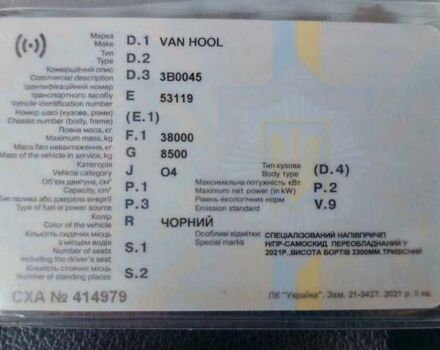 Марка
Make D.1 VAN HOOL
Тип
Type D.2
Комерційний опис
Commercial description D.3 3B0045
Ідентифікаційний номер
транспортного засобу E 53119
Vehicle identification number
Номер шасі (кузова, рами) (E.1)
Chassis number (body, frame)
Повна маса, кг F.1 38000
Maximum mass, kg
Маса без навантаження, кг G 8500
Mass of the vehicle in service, kg
Категорія J O4
Vehicle category
Тип кузова (D.4)
Body type
Об'єм двигуна, см³ P.1
Capacity, cm³
Максимальна потужність кВт P.2
Maximum net power (in kW)
Тип палива або джерела енергії P.3
Type of fuel or power source
Рівень екологічних норм V.9
Emission standard
Колір R ЧОРНИЙ
Color of the vehicle
Кількість сидячих місць
з місцем водія S.1
Number of seats
including the driver's seat
Кількість стоячих місць S.2
Number of standing places
Особливі відмітки: СПЕЦІАЛІЗОВАНИЙ НАПІВПРИЧІП
Special marks Н/ПР-САМОСКИД ПЕРЕОБЛАДНАНИЙ У
2021Р.,ВИСОТА БОРТІВ 2300ММ.ТРИВІСНИЙ
СХА № 414979
ПК "Україна". Зам. 21-3427. 2021 р. II кв.